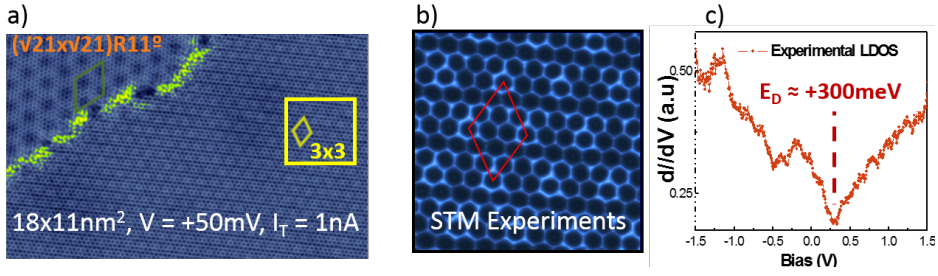 a)
(√21x√21)R11º
3x3
18x11nm², V = +50mV, I_T = 1nA
b)
STM Experiments
c)
Experimental LDOS
E_D ≈ +300meV
d//dV (a.u)
0.50
0.25
-1.5 -1.0 -0.5 0.0 0.5 1.0 1.5
Bias (V)